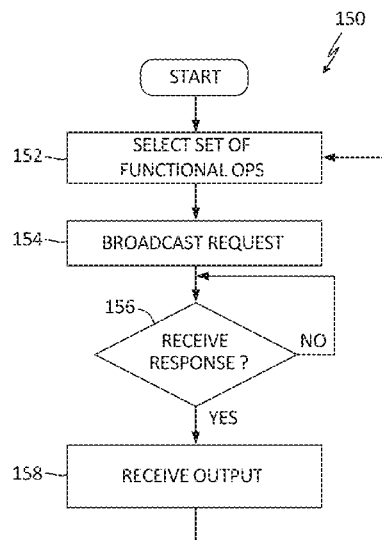 150
START
152
SELECT SET OF
FUNCTIONAL OPS
154
BROADCAST REQUEST
156
RECEIVE
RESPONSE ?
NO
YES
158
RECEIVE OUTPUT